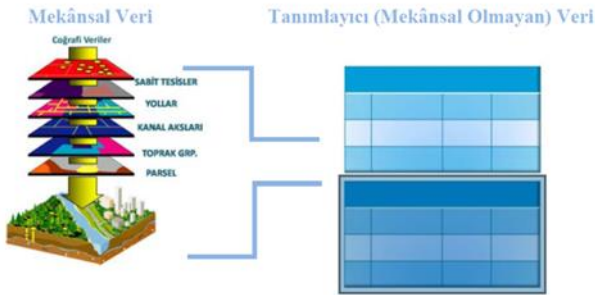 Mekânsal Veri
Tanımlayıcı (Mekânsal Olmayan) Veri
Coğrafi Veriler
SABİT TESİSLER
YOLLAR
KANAL AKSLARI
TOPRAK GRP.
PARSEL